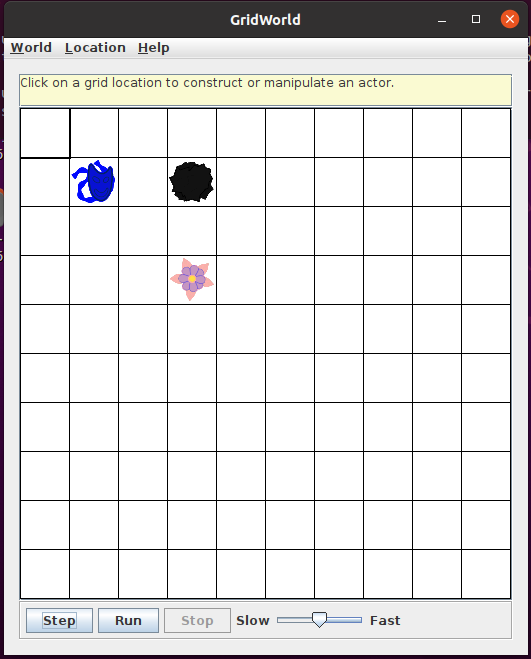 GridWorld
World Location Help
Click on a grid location to construct or manipulate an actor.
Step Run Stop Slow Fast